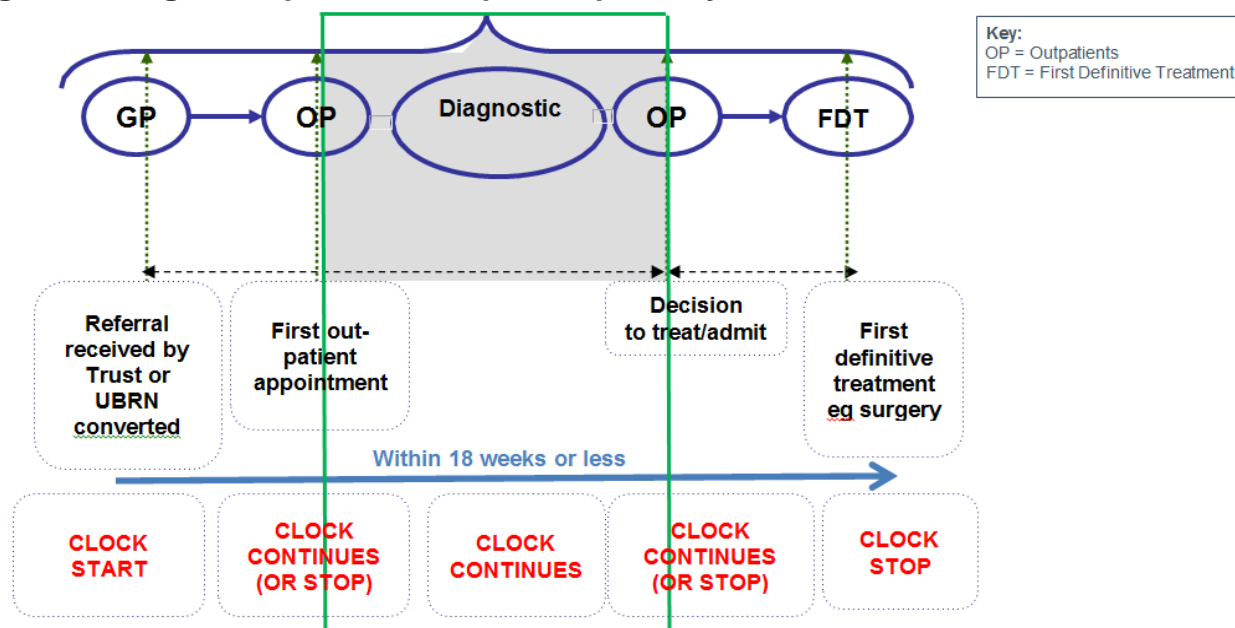 Key:
OP = Outpatients
FDT = First Definitive Treatment
GP
OP
Diagnostic
OP
FDT
Referral
received by
Trust or
UBRN
converted
First out-
patient
appointment
Decision
to treat/admit
First
definitive
treatment
eg surgery
Within 18 weeks or less
CLOCK
START
CLOCK
CONTINUES
(OR STOP)
CLOCK
CONTINUES
CLOCK
CONTINUES
(OR STOP)
CLOCK
STOP